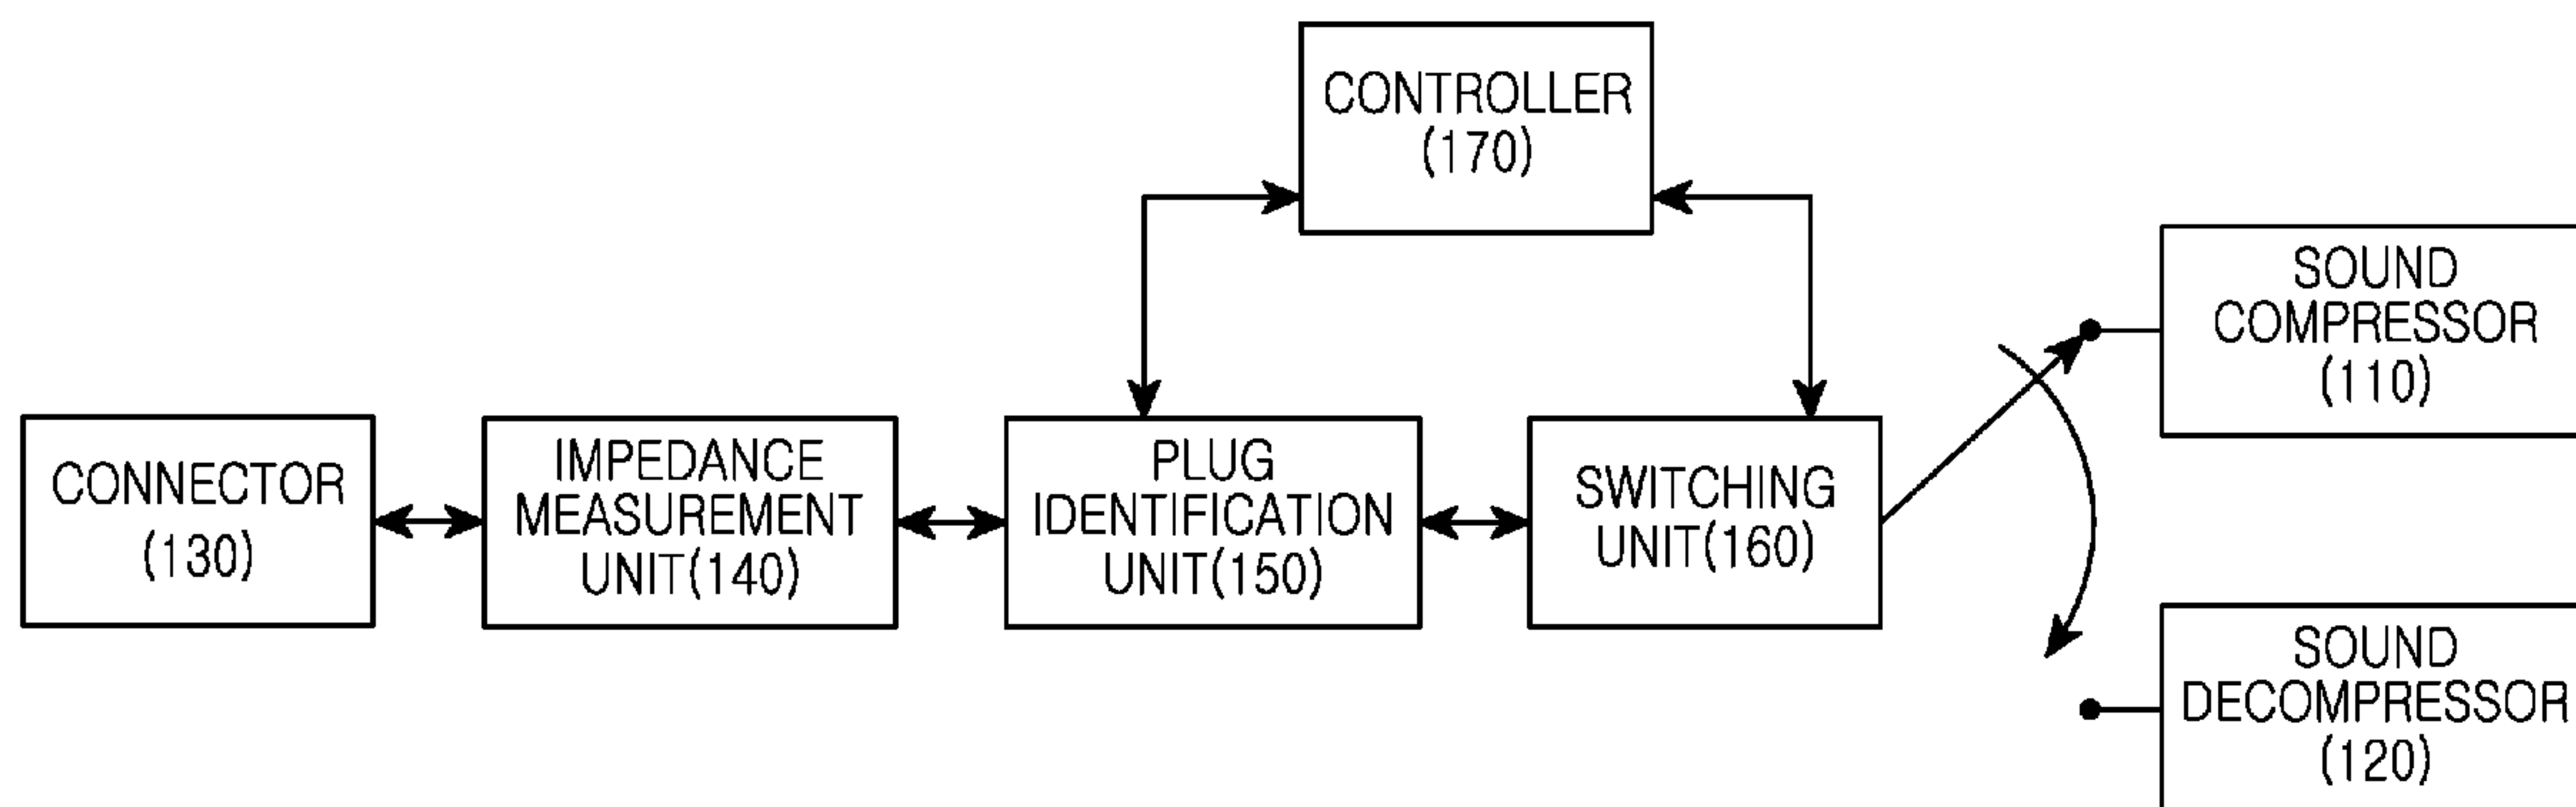 CONTROLLER
(170)
SOUND
COMPRESSOR
(110)
CONNECTOR
(130)
IMPEDANCE
MEASUREMENT
UNIT(140)
PLUG
IDENTIFICATION
UNIT(150)
SWITCHING
UNIT(160)
SOUND
DECOMPRESSOR
(120)